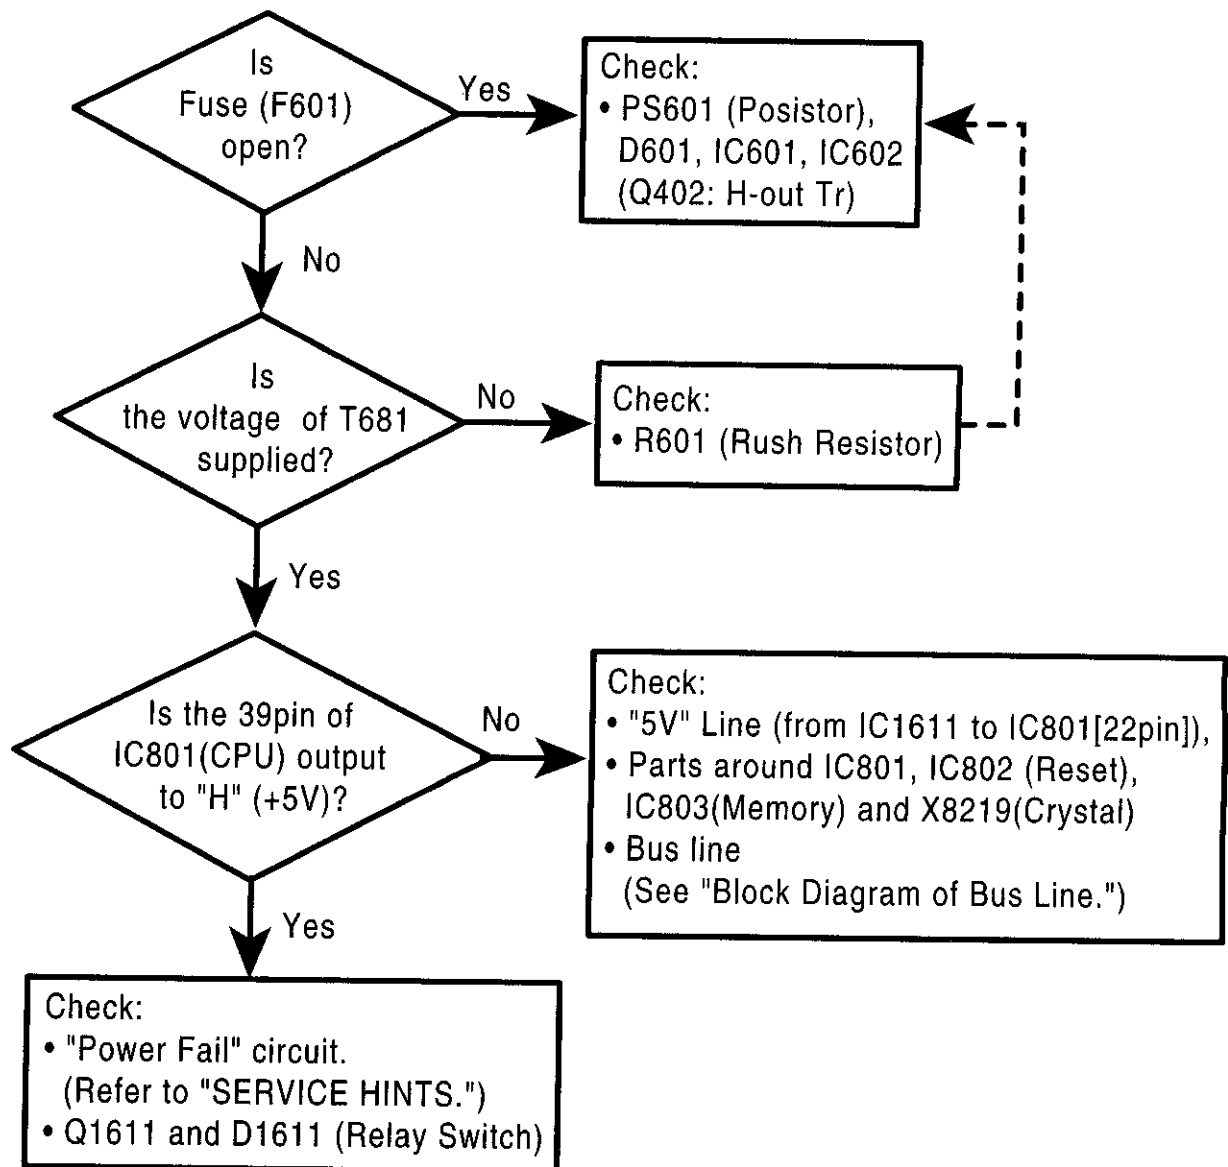 Is
Fuse (F601)
open?
Yes
Check:
• PS601 (Posistor),
D601, IC601, IC602
(Q402: H-out Tr)
No
Is
the voltage of T681
supplied?
No
Check:
• R601 (Rush Resistor)
Yes
Is the 39pin of
IC801(CPU) output
to "H" (+5V)?
No
Check:
• "5V" Line (from IC1611 to IC801[22pin]),
• Parts around IC801, IC802 (Reset),
IC803(Memory) and X8219(Crystal)
• Bus line
(See "Block Diagram of Bus Line.")
Yes
Check:
• "Power Fail" circuit.
(Refer to "SERVICE HINTS.")
• Q1611 and D1611 (Relay Switch)